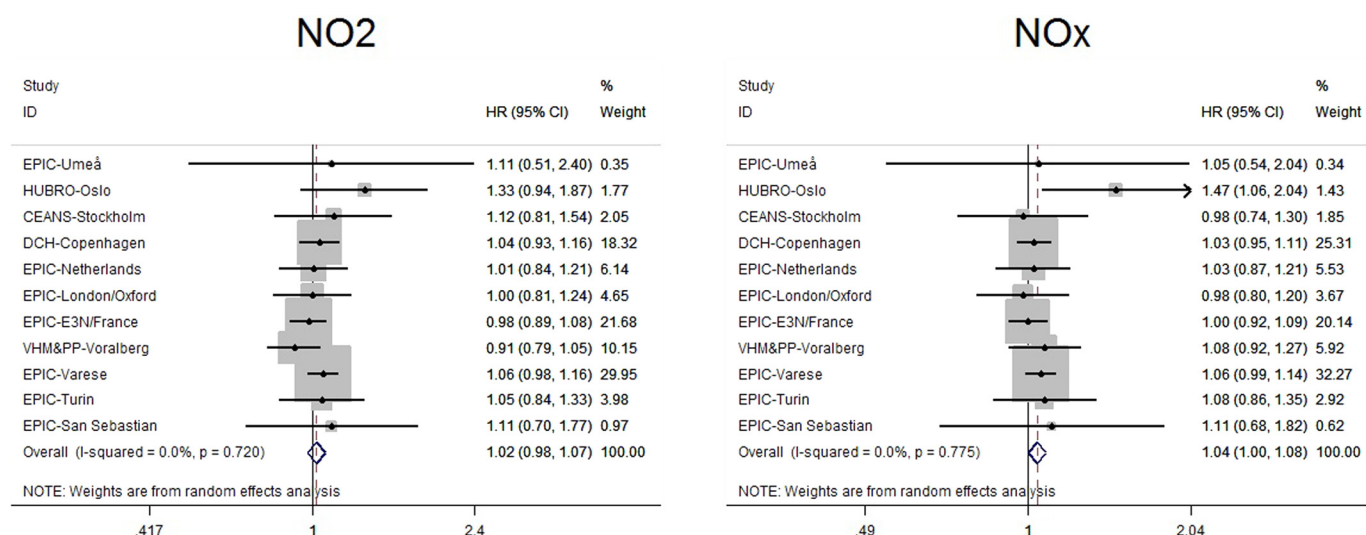 NO2
Study %
ID HR (95% CI) Weight
EPIC-Umeå 1.11 (0.51, 2.40) 0.35
HUBRO-Oslo 1.33 (0.94, 1.87) 1.77
CEANS-Stockholm 1.12 (0.81, 1.54) 2.05
DCH-Copenhagen 1.04 (0.93, 1.16) 18.32
EPIC-Netherlands 1.01 (0.84, 1.21) 6.14
EPIC-London/Oxford 1.00 (0.81, 1.24) 4.65
EPIC-E3N/France 0.98 (0.89, 1.08) 21.68
VHM&PP-Voralberg 0.91 (0.79, 1.05) 10.15
EPIC-Varese 1.06 (0.98, 1.16) 29.95
EPIC-Turin 1.05 (0.84, 1.33) 3.98
EPIC-San Sebastian 1.11 (0.70, 1.77) 0.97
Overall (I-squared = 0.0%, p = 0.720) 1.02 (0.98, 1.07) 100.00
NOTE: Weights are from random effects analysis
.417 1 2.4
NOx
Study %
ID HR (95% CI) Weight
EPIC-Umeå 1.05 (0.54, 2.04) 0.34
HUBRO-Oslo 1.47 (1.06, 2.04) 1.43
CEANS-Stockholm 0.98 (0.74, 1.30) 1.85
DCH-Copenhagen 1.03 (0.95, 1.11) 25.31
EPIC-Netherlands 1.03 (0.87, 1.21) 5.53
EPIC-London/Oxford 0.98 (0.80, 1.20) 3.67
EPIC-E3N/France 1.00 (0.92, 1.09) 20.14
VHM&PP-Voralberg 1.08 (0.92, 1.27) 5.92
EPIC-Varese 1.06 (0.99, 1.14) 32.27
EPIC-Turin 1.08 (0.86, 1.35) 2.92
EPIC-San Sebastian 1.11 (0.68, 1.82) 0.62
Overall (I-squared = 0.0%, p = 0.775) 1.04 (1.00, 1.08) 100.00
NOTE: Weights are from random effects analysis
.49 1 2.04